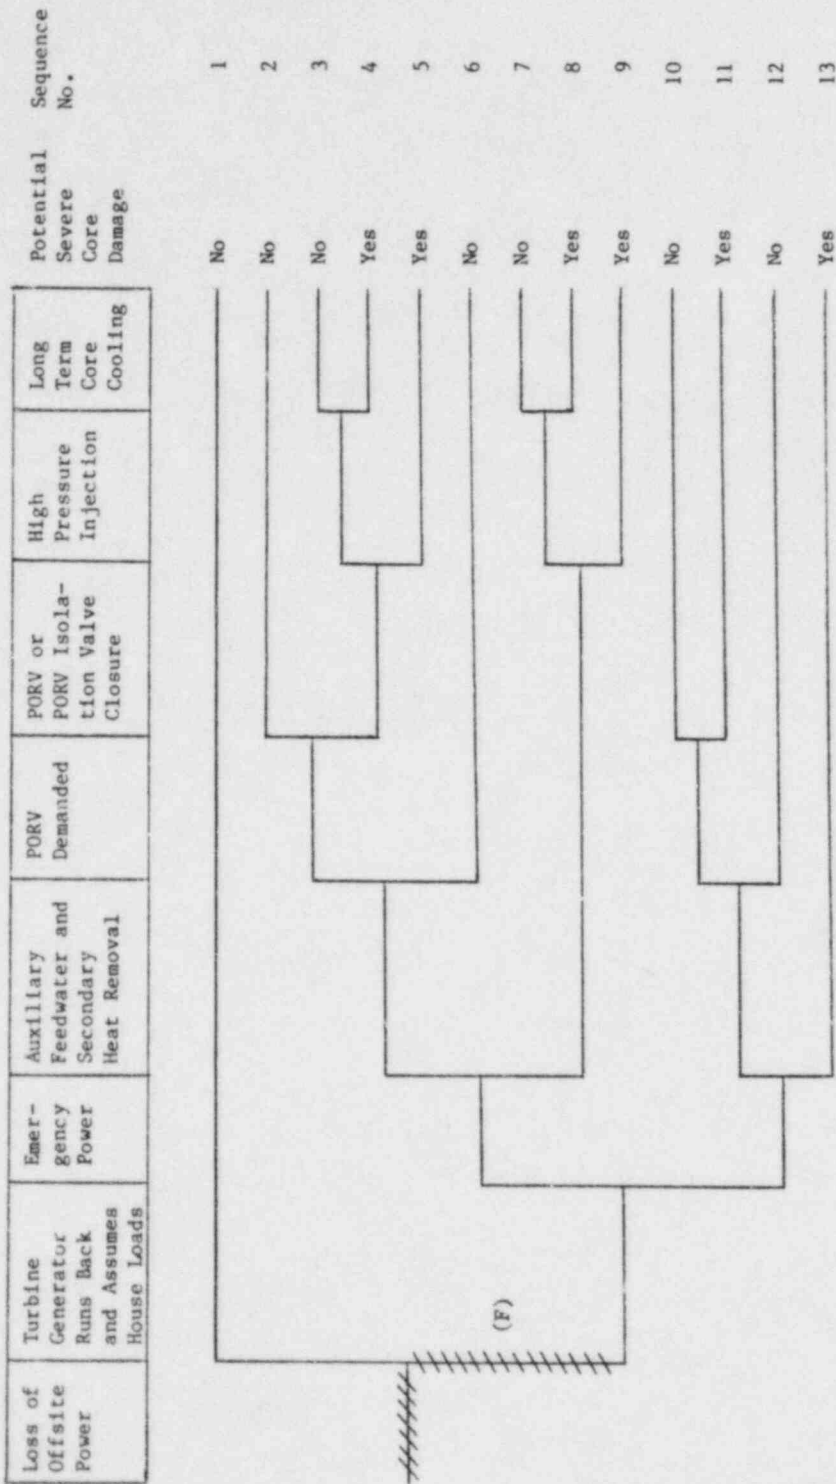 Loss of
Offsite
Power
Turbine
Generator
Runs Back
and Assumes
House Loads
Emer-
gency
Power
Auxiliary
Feedwater and
Secondary
Heat Removal
PORV
Demanded
PORV or
PORV Isola-
tion Valve
Closure
High
Pressure
Injection
Long
Term
Core
Cooling
Potential
Severe
Core
Damage
Sequence
No.
No 1
No 2
No 3
Yes 4
Yes 5
No 6
No 7
Yes 8
Yes 9
No 10
Yes 11
No 12
Yes 13
(F)